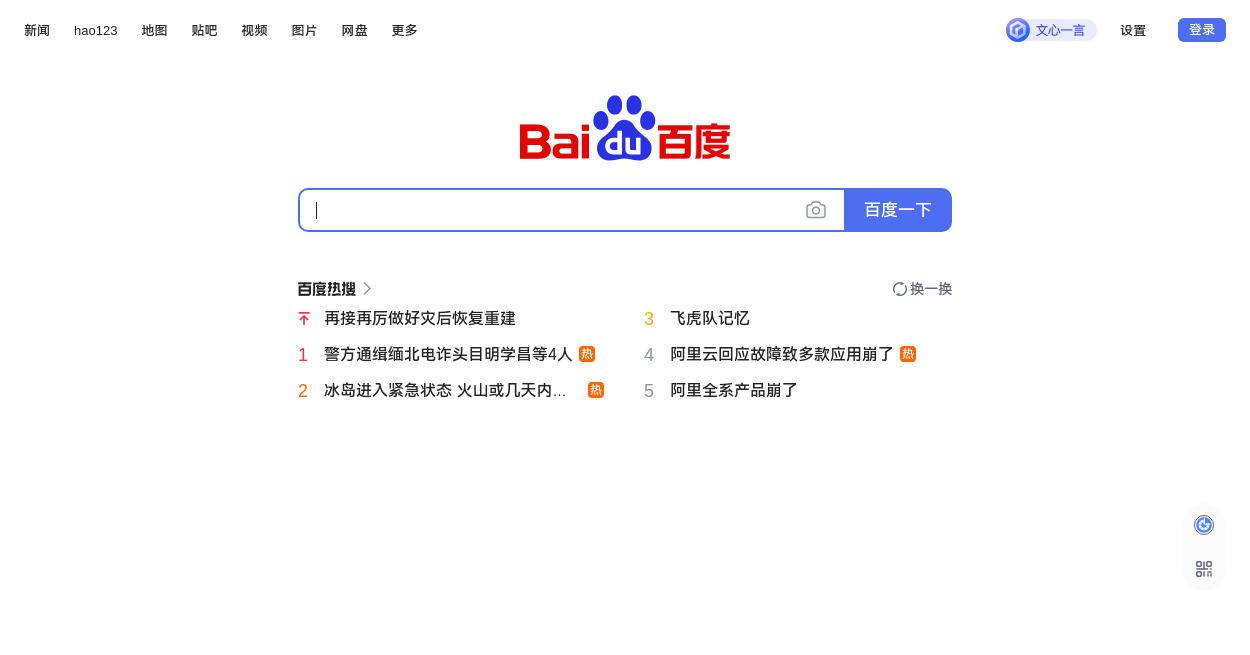 新闻 hao123 地图 贴吧 视频 图片 网盘 更多 文心一言 设置 登录
Bai du 百度
百度一下
百度热搜 换一换
再接再厉做好灾后恢复重建
1 警方通缉缅北电诈头目明学昌等4人 热
2 冰岛进入紧急状态 火山或几天内... 热
3 飞虎队记忆
4 阿里云回应故障致多款应用崩了 热
5 阿里全系产品崩了